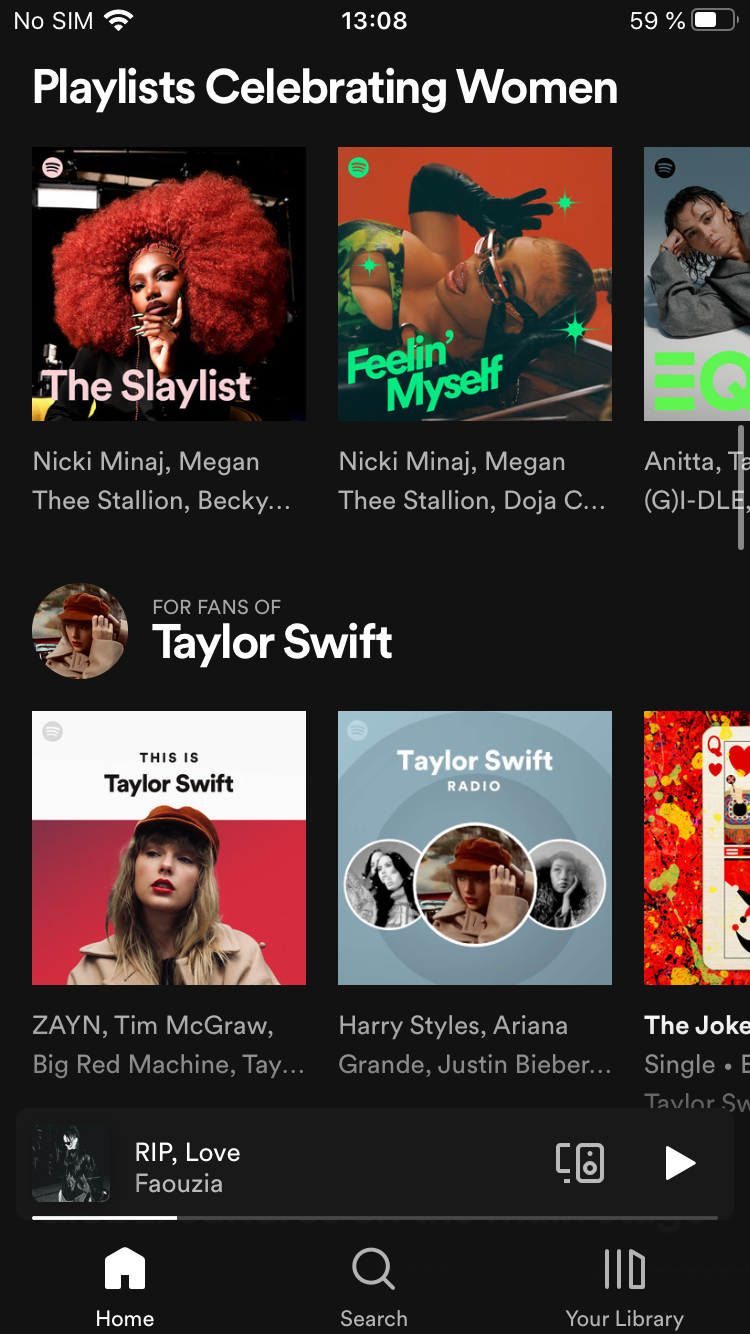 No SIM 13:08 59 %
Playlists Celebrating Women
The Slaylist
Feelin'
Myself
EQ
Nicki Minaj, Megan
Thee Stallion, Becky…
Nicki Minaj, Megan
Thee Stallion, Doja C…
Anitta, Ta
(G)I-DLE,
FOR FANS OF
Taylor Swift
THIS IS
Taylor Swift
Taylor Swift
RADIO
Q
ZAYN, Tim McGraw,
Big Red Machine, Tay…
Harry Styles, Ariana
Grande, Justin Bieber…
The Joke
Single •
Taylor Sw
RIP, Love
Faouzia
Home
Search
Your Library